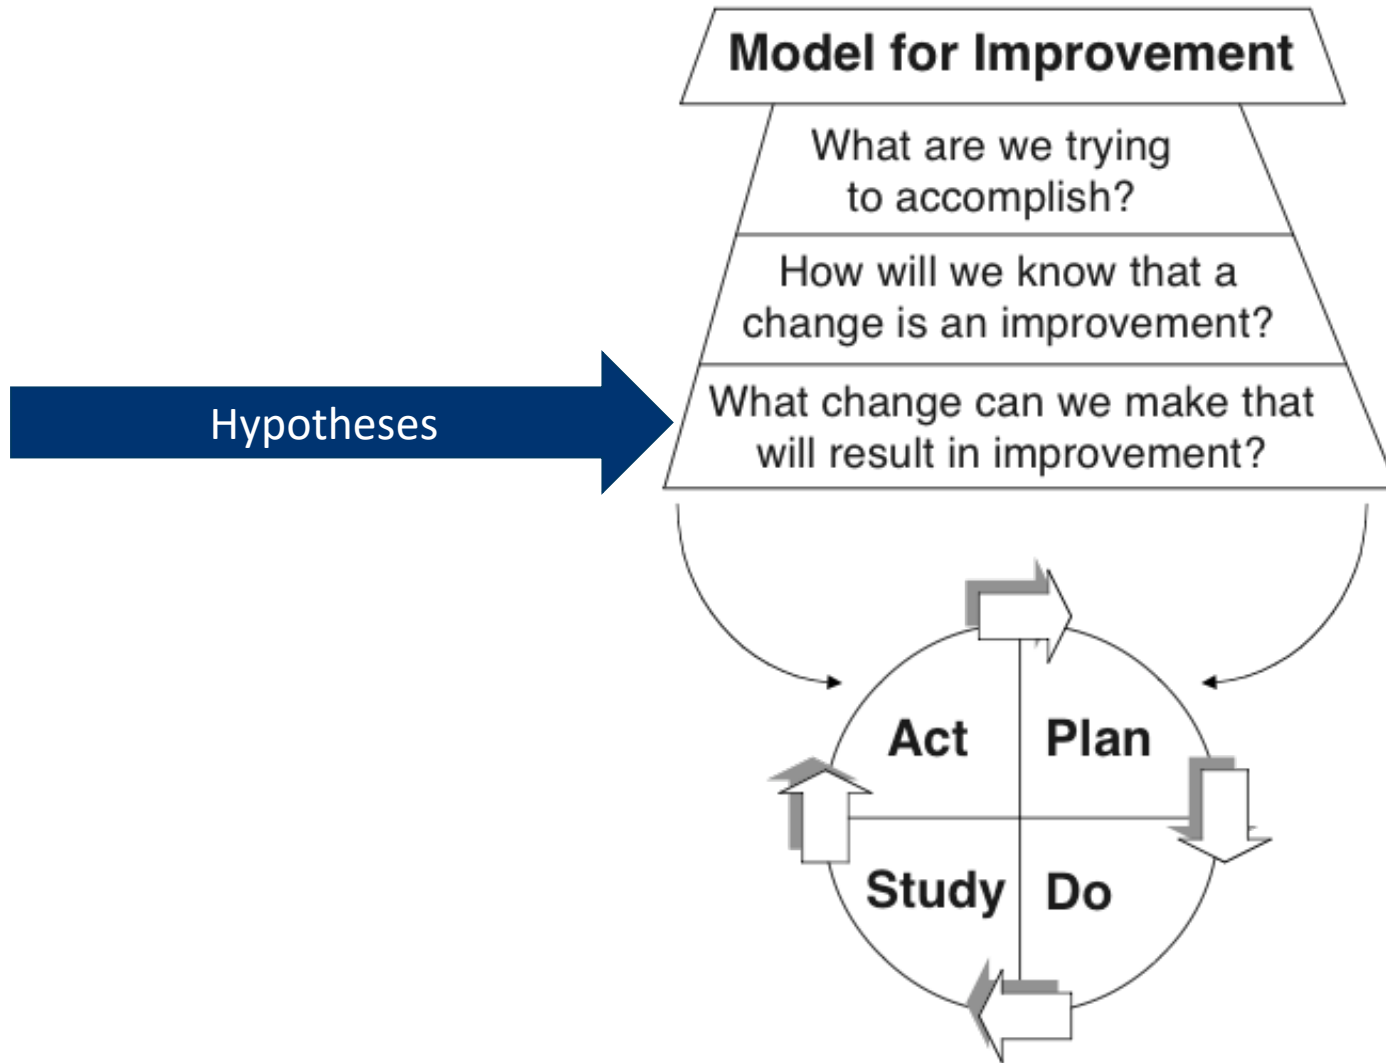 Model for Improvement
What are we trying
to accomplish?
How will we know that a
change is an improvement?
Hypotheses
What change can we make that
will result in improvement?
Act
Plan
Study
Do